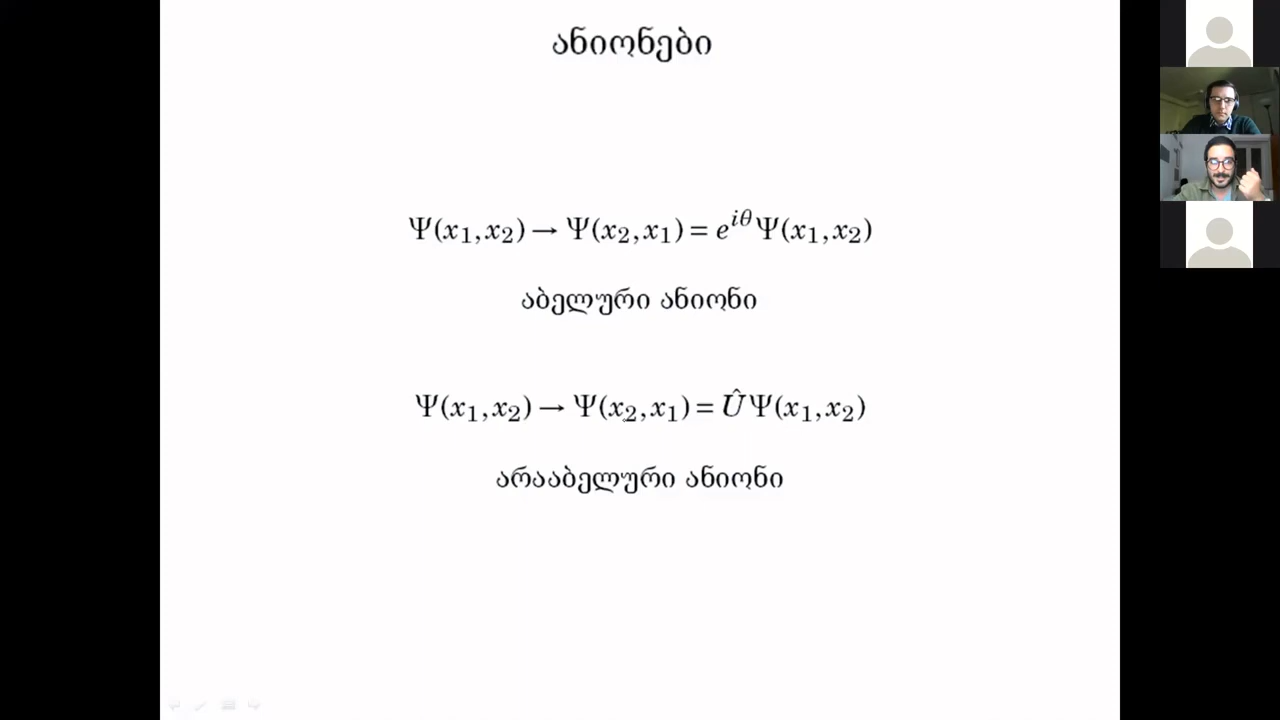 ანიონები
Ψ(x₁,x₂) → Ψ(x₂,x₁) = e^{iθ}Ψ(x₁,x₂)
აბელური ანიონი
Ψ(x₁,x₂) → Ψ(x₂,x₁) = ÛΨ(x₁,x₂)
არააბელური ანიონი